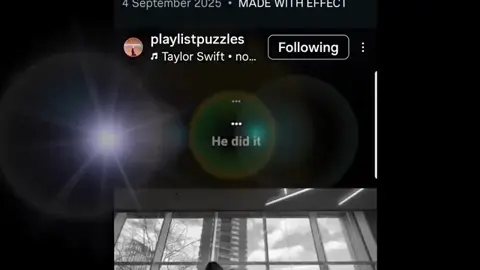 4 September 2025 • MADE WITH EFFECT
playlistpuzzles
Following
Taylor Swift • no...
...
...
He did it